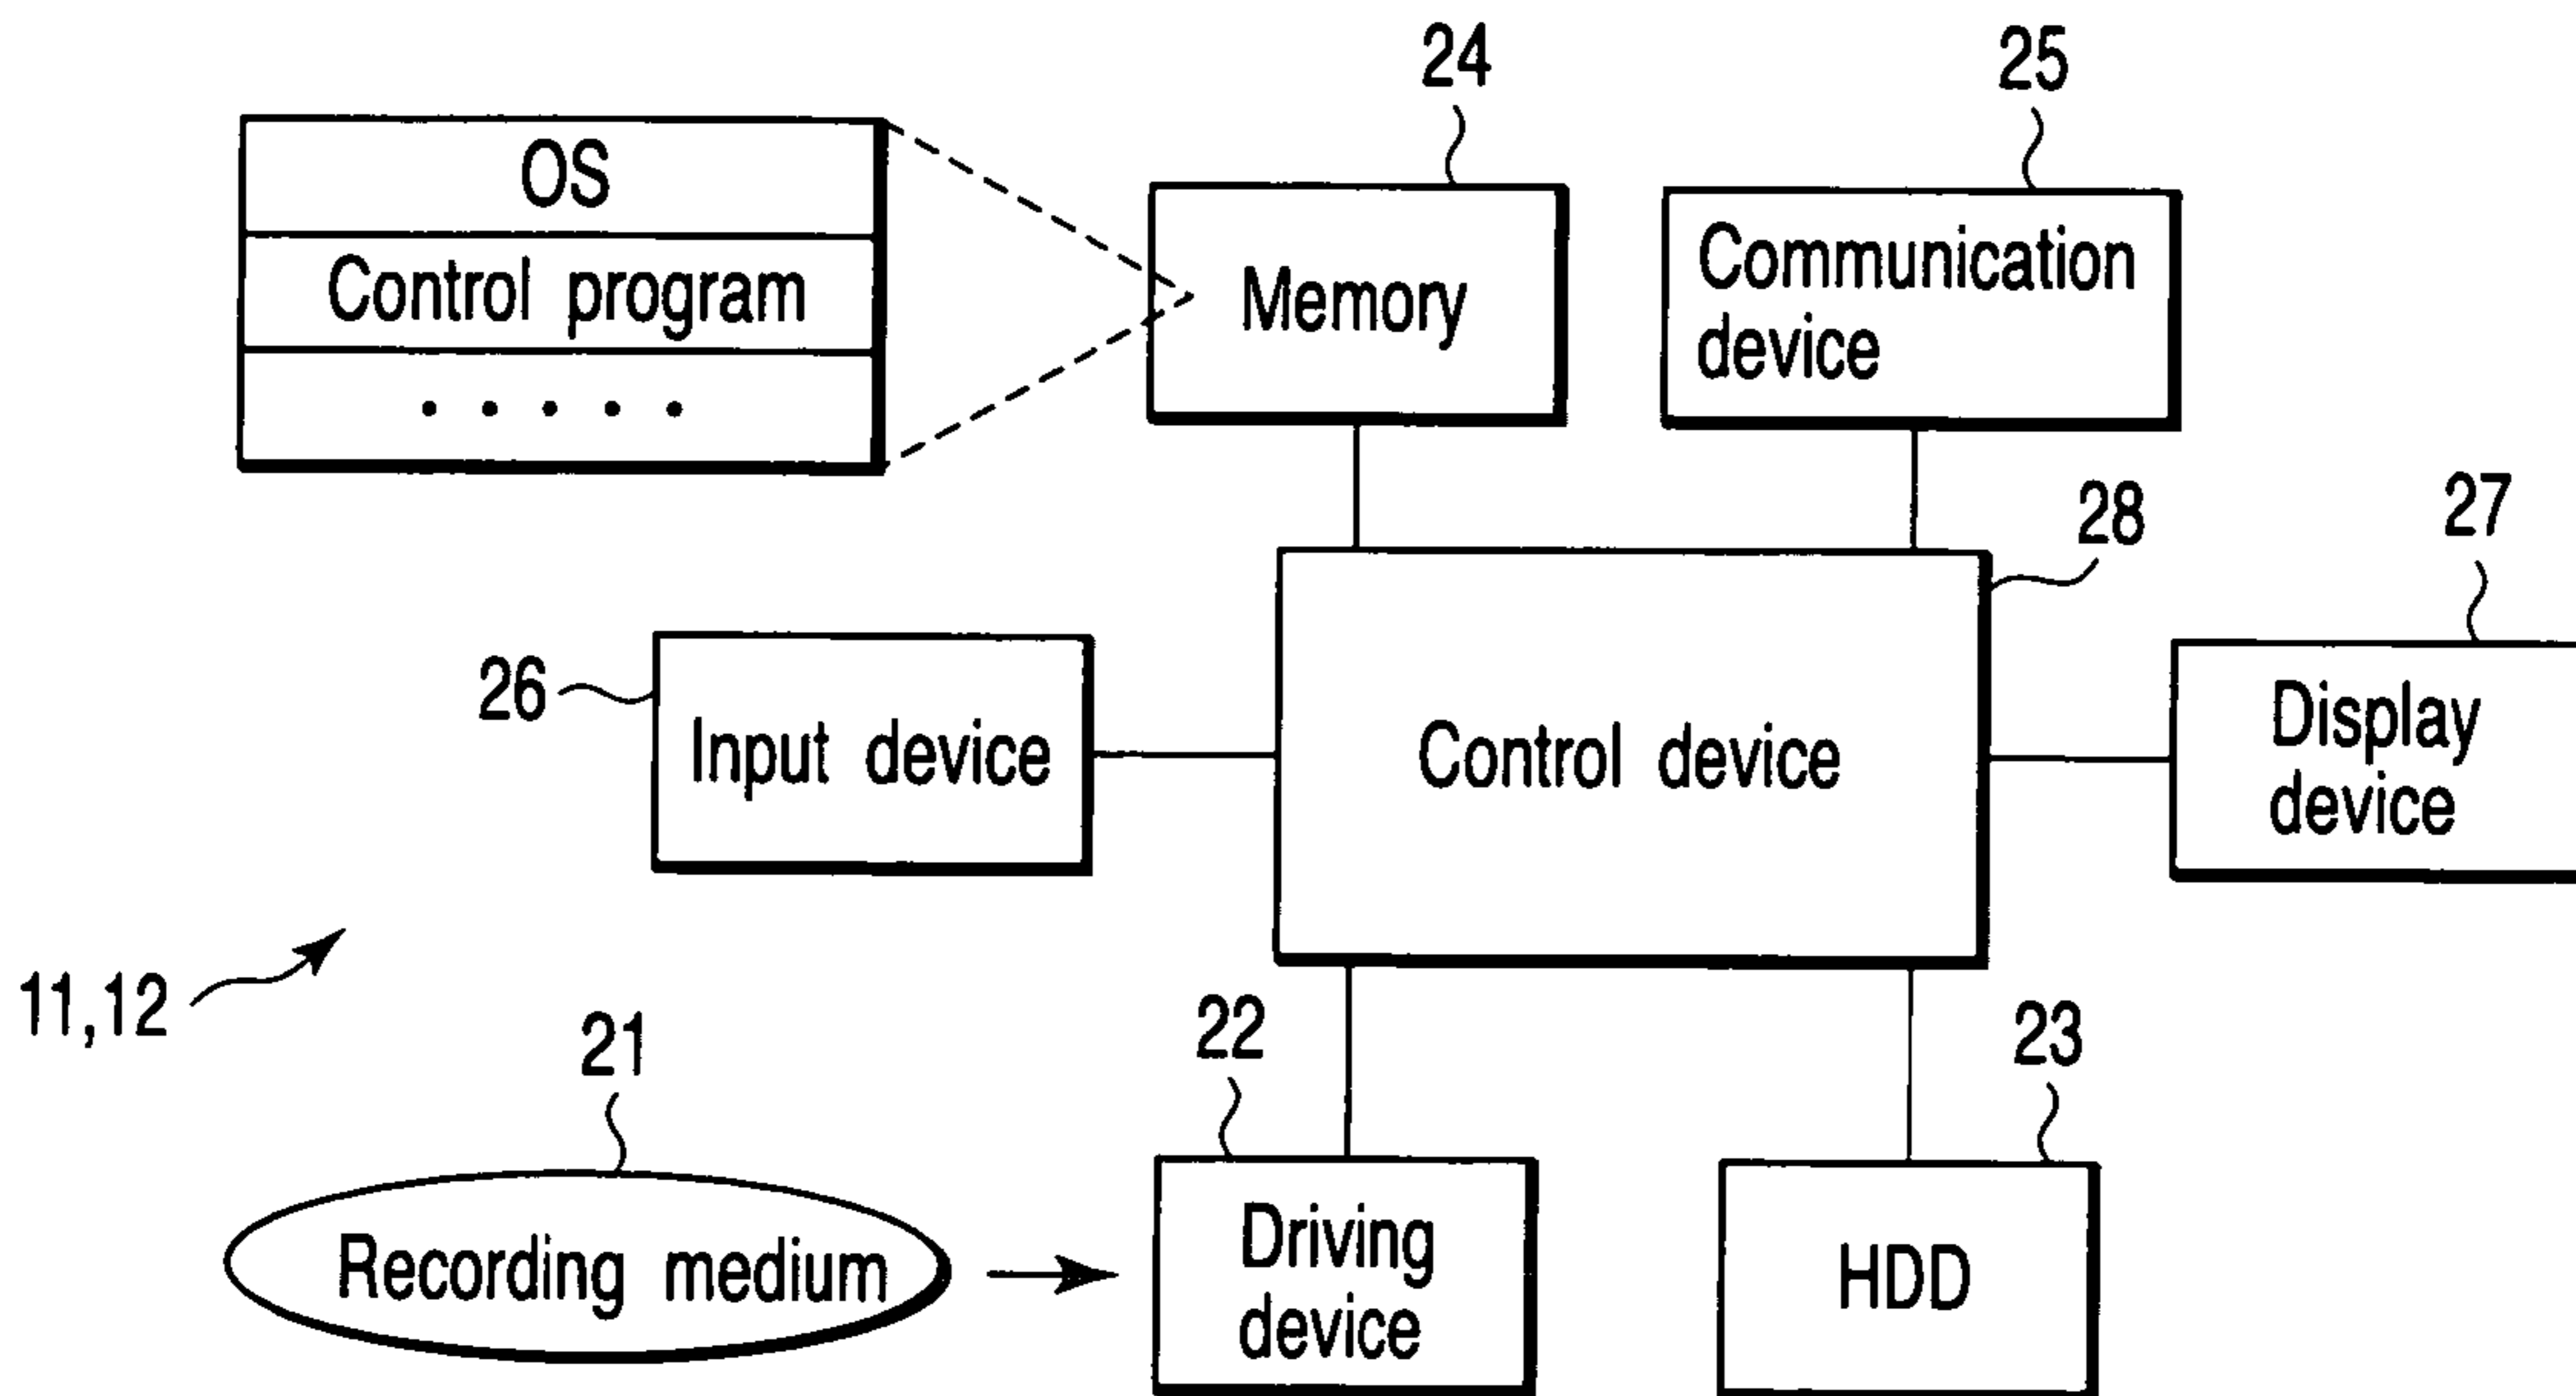 24
25
OS
Control program
. . . . .
Memory
Communication
device
28
27
26
Input device
Control device
Display
device
11,12
21
22
23
Recording medium
Driving
device
HDD